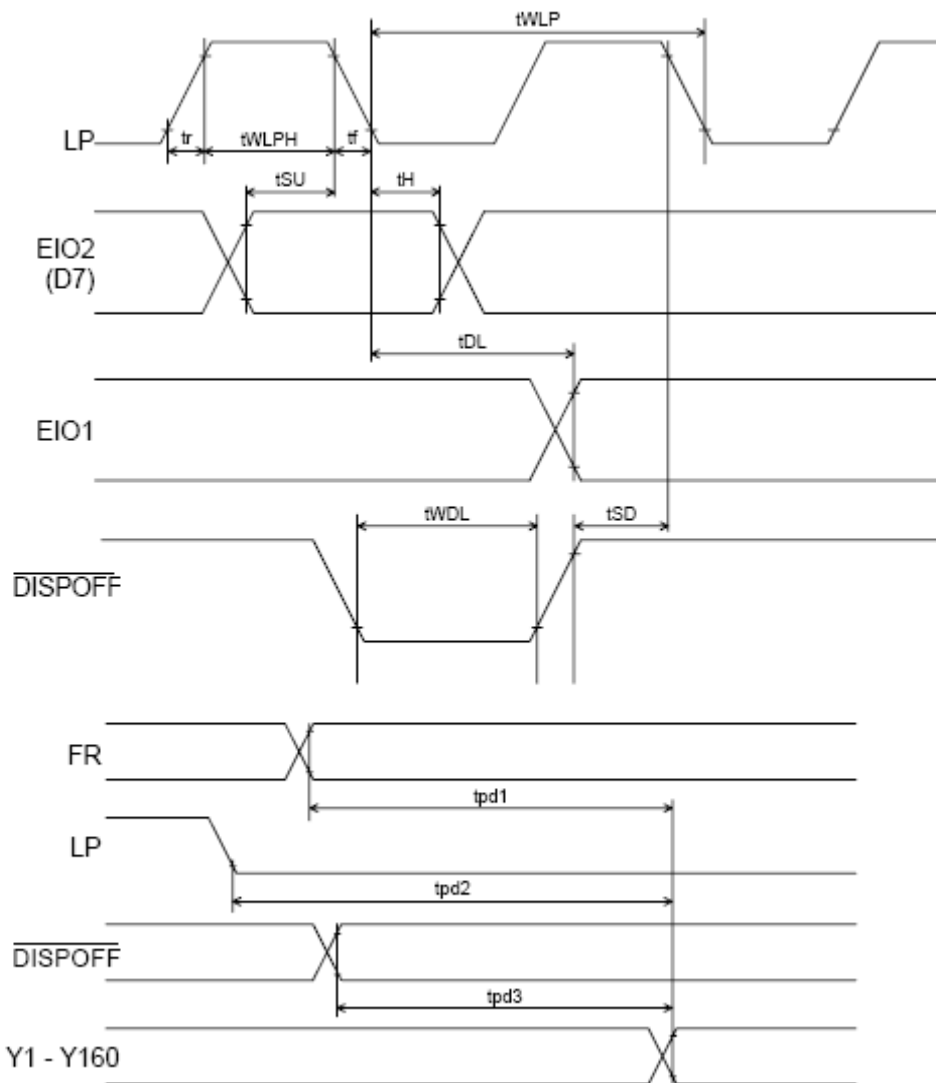 tWLP
LP
tr
tWLPH
tf
tSU
tH
EIO2
(D7)
tDL
EIO1
tWDL
tSD
DISPOFF
FR
tpd1
LP
tpd2
DISPOFF
tpd3
Y1 - Y160